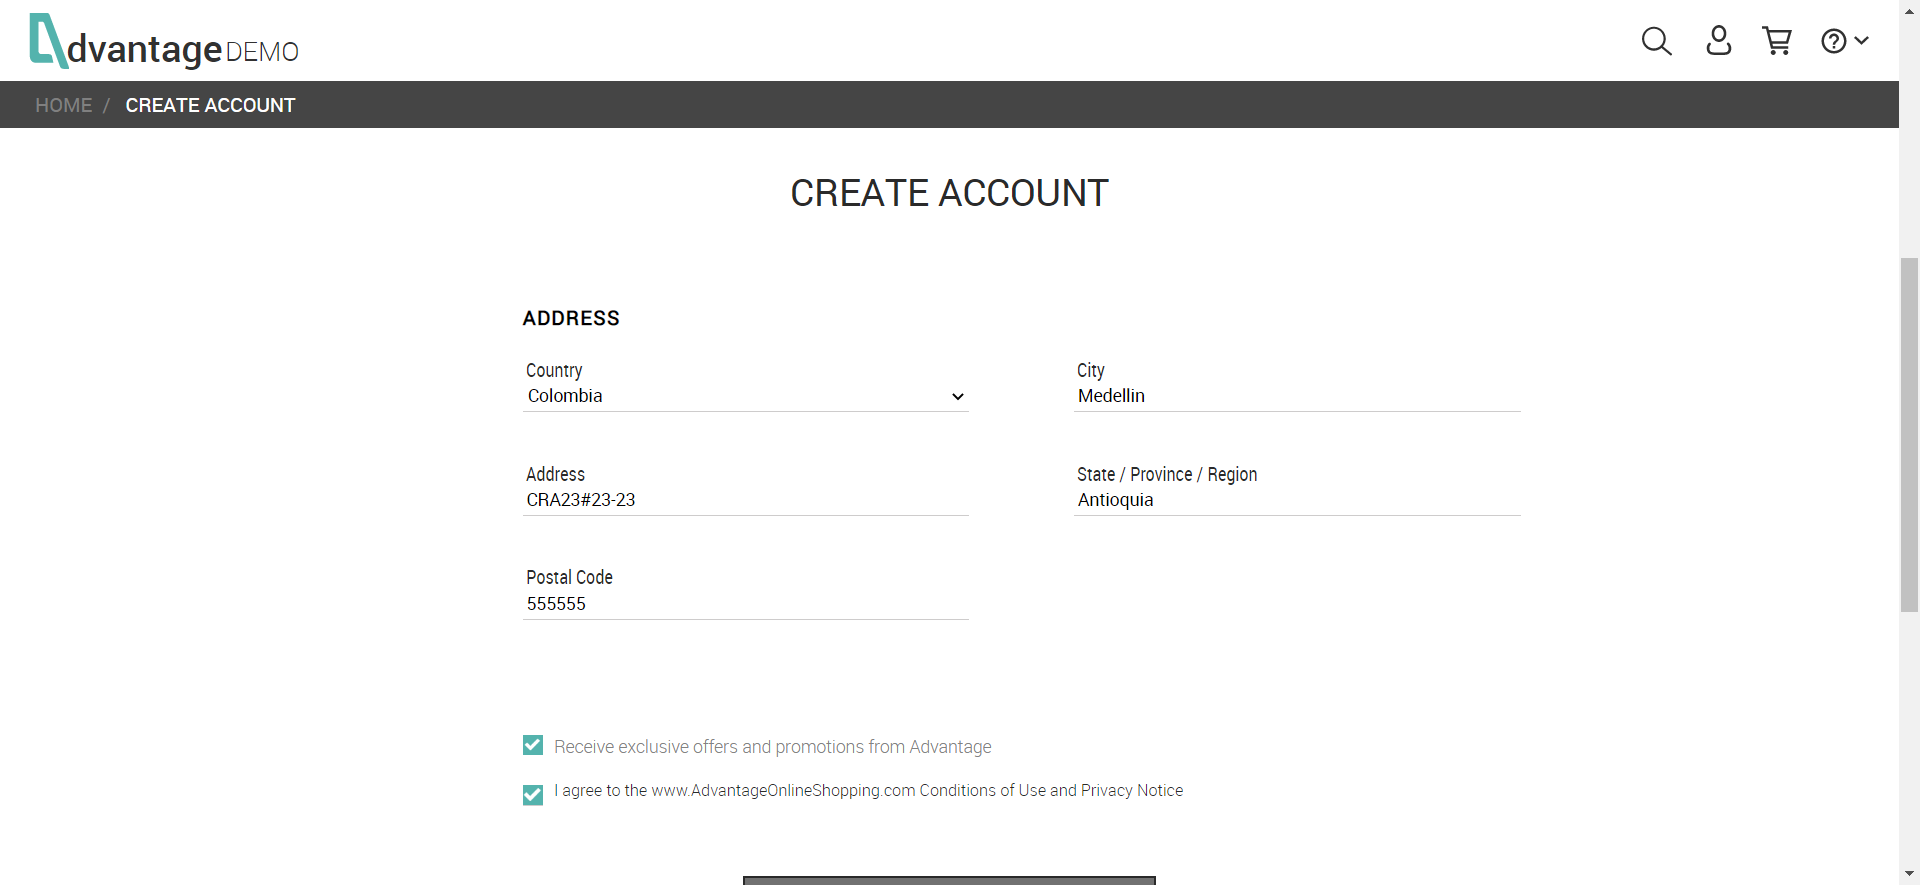 dvantage DEMO
HOME / CREATE ACCOUNT
CREATE ACCOUNT
ADDRESS
Country
Colombia
City
Medellin
Address
CRA23#23-23
State / Province / Region
Antioquia
Postal Code
555555
Receive exclusive offers and promotions from Advantage
I agree to the www.AdvantageOnlineShopping.com Conditions of Use and Privacy Notice